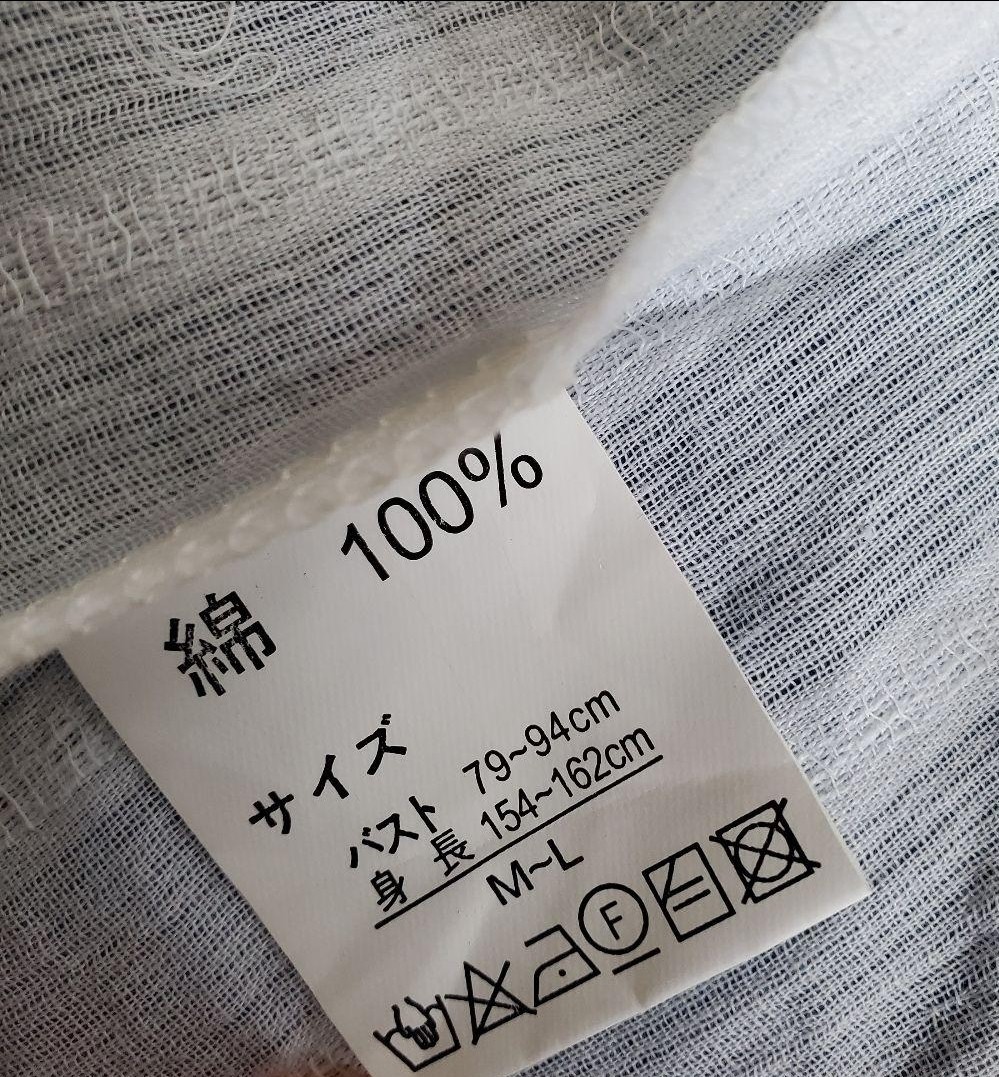 綿 100%
サイズ
バスト 79~94cm
身長 154~162cm
M~L
F